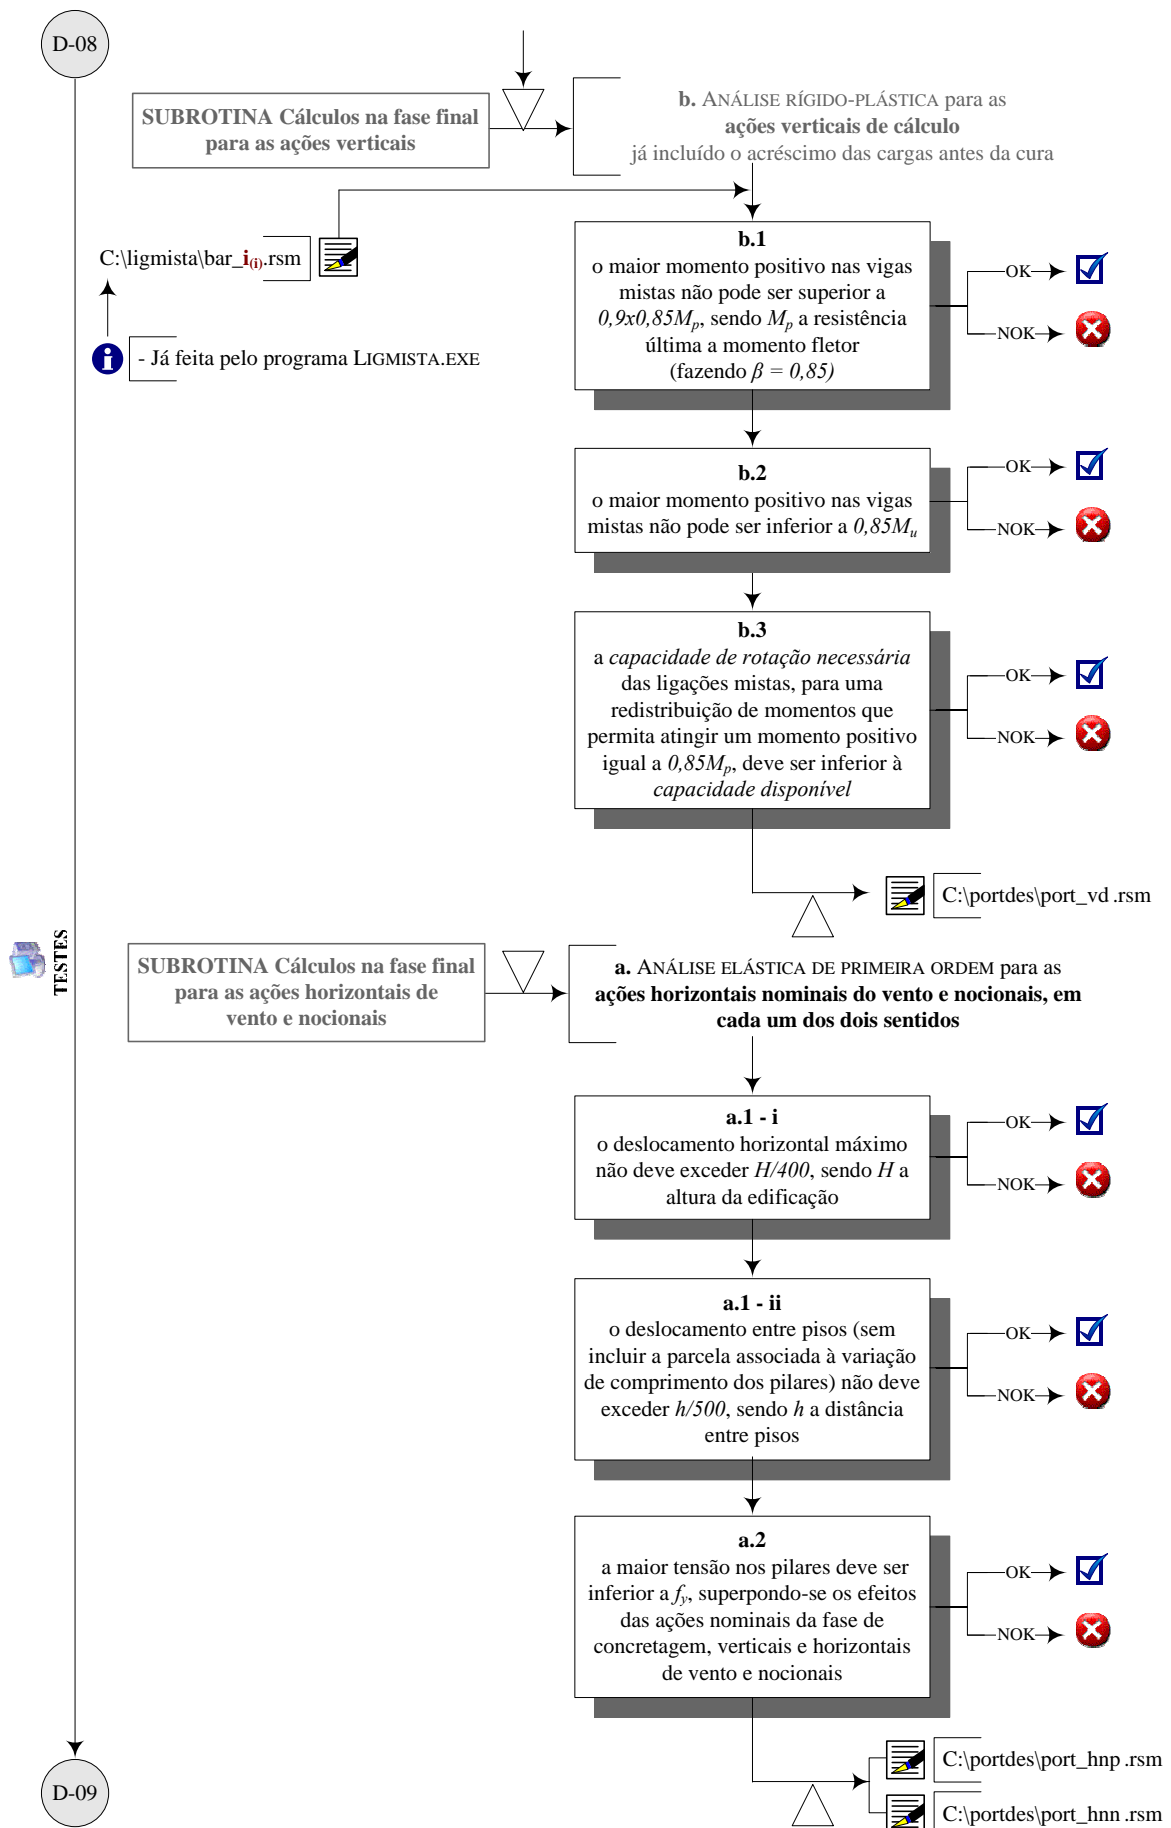 D-08
SUBROTINA Cálculos na fase final
para as ações verticais
b. ANÁLISE RÍGIDO-PLÁSTICA para as
ações verticais de cálculo
já incluído o acréscimo das cargas antes da cura
C:\ligmista\bar_i(i).rsm
- Já feita pelo programa LIGMISTA.EXE
b.1
o maior momento positivo nas vigas
mistas não pode ser superior a
0,9x0,85Mp, sendo Mp a resistência
última a momento fletor
(fazendo β = 0,85)
OK
NOK
b.2
o maior momento positivo nas vigas
mistas não pode ser inferior a 0,85Mu
OK
NOK
b.3
a capacidade de rotação necessária
das ligações mistas, para uma
redistribuição de momentos que
permita atingir um momento positivo
igual a 0,85Mp, deve ser inferior à
capacidade disponível
OK
NOK
C:\portdes\port_vd.rsm
TESTES
SUBROTINA Cálculos na fase final
para as ações horizontais de
vento e nocionais
a. ANÁLISE ELÁSTICA DE PRIMEIRA ORDEM para as
ações horizontais nominais do vento e nocionais, em
cada um dos dois sentidos
a.1 - i
o deslocamento horizontal máximo
não deve exceder H/400, sendo H a
altura da edificação
OK
NOK
a.1 - ii
o deslocamento entre pisos (sem
incluir a parcela associada à variação
de comprimento dos pilares) não deve
exceder h/500, sendo h a distância
entre pisos
OK
NOK
a.2
a maior tensão nos pilares deve ser
inferior a fy, superpondo-se os efeitos
das ações nominais da fase de
concretagem, verticais e horizontais
de vento e nocionais
OK
NOK
C:\portdes\port_hnp.rsm
C:\portdes\port_hnn.rsm
D-09